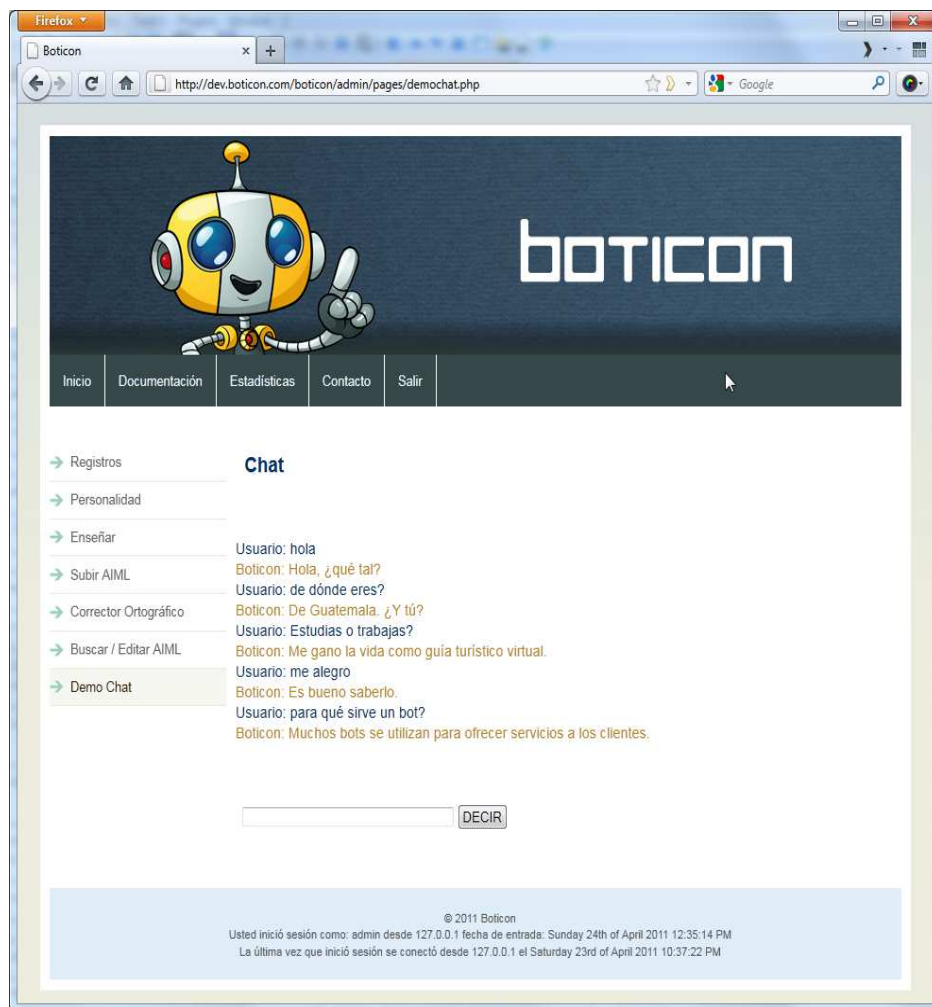 Firefox
Boticon
http://dev.boticon.com/boticon/admin/pages/demochat.php
Google
boticon
Inicio
Documentación
Estadísticas
Contacto
Salir
Registros
Personalidad
Enseñar
Subir AIML
Corrector Ortográfico
Buscar / Editar AIML
Demo Chat
Chat
Usuario: hola
Boticon: Hola, ¿qué tal?
Usuario: de dónde eres?
Boticon: De Guatemala. ¿Y tú?
Usuario: Estudias o trabajas?
Boticon: Me gano la vida como guía turístico virtual.
Usuario: me alegro
Boticon: Es bueno saberlo.
Usuario: para qué sirve un bot?
Boticon: Muchos bots se utilizan para ofrecer servicios a los clientes.
DECIR
© 2011 Boticon
Usted inició sesión como: admin desde 127.0.0.1 fecha de entrada: Sunday 24th of April 2011 12:35:14 PM
La última vez que inició sesión se conectó desde 127.0.0.1 el Saturday 23rd of April 2011 10:37:22 PM